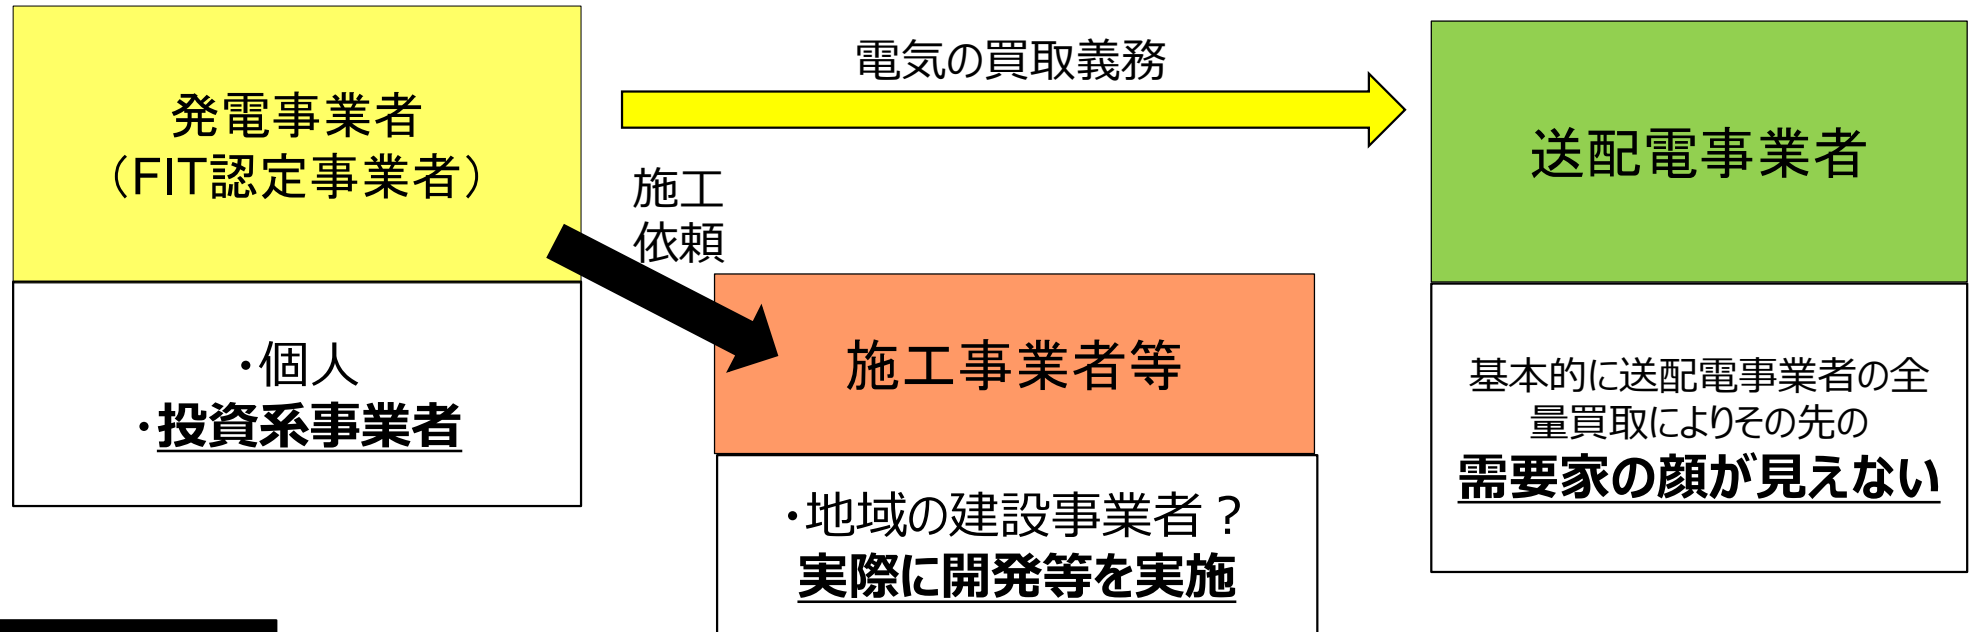 発電事業者
（FIT認定事業者）
・個人
・投資系事業者
電気の買取義務
施工
依頼
施工事業者等
・地域の建設事業者？
実際に開発等を実施
送配電事業者
基本的に送配電事業者の全
量買取によりその先の
需要家の顔が見えない